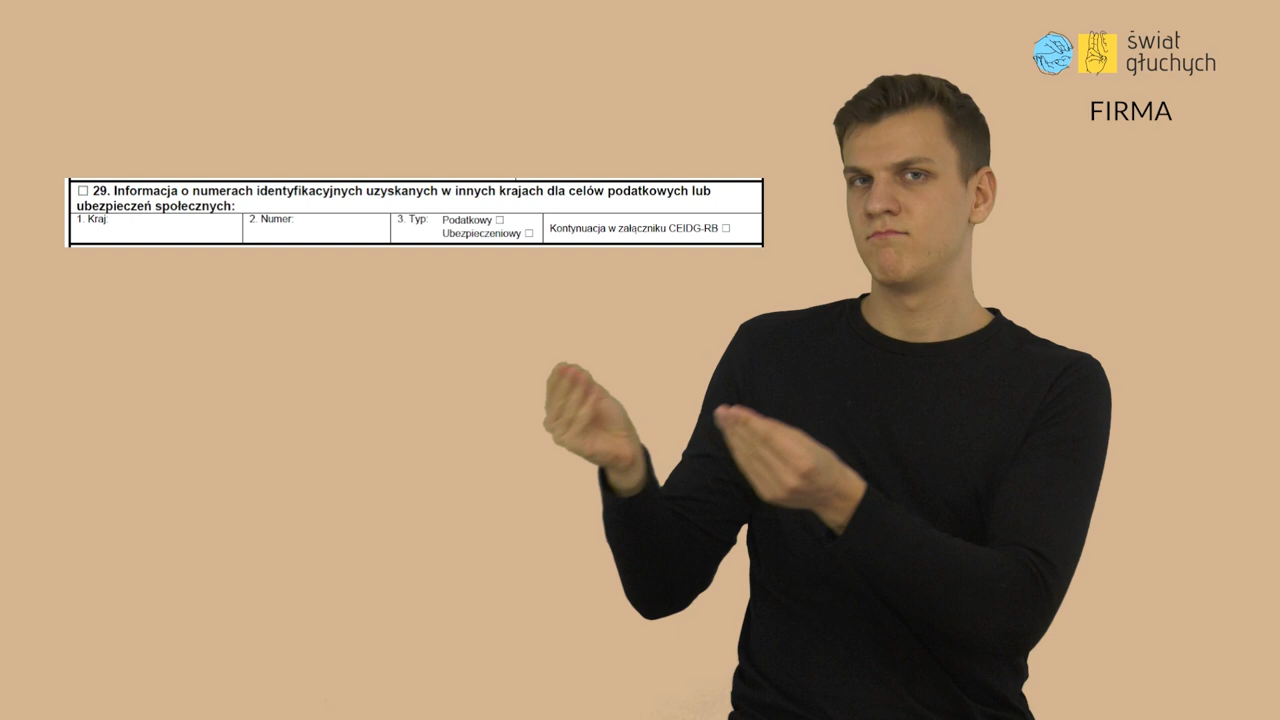 świat
głuchych
FIRMA
☐ 29. Informacja o numerach identyfikacyjnych uzyskanych w innych krajach dla celów podatkowych lub
ubezpieczeń społecznych:
1. Kraj: 2. Numer: 3. Typ: Podatkowy ☐
Ubezpieczeniowy ☐
Kontynuacja w załączniku CEIDG-RB ☐